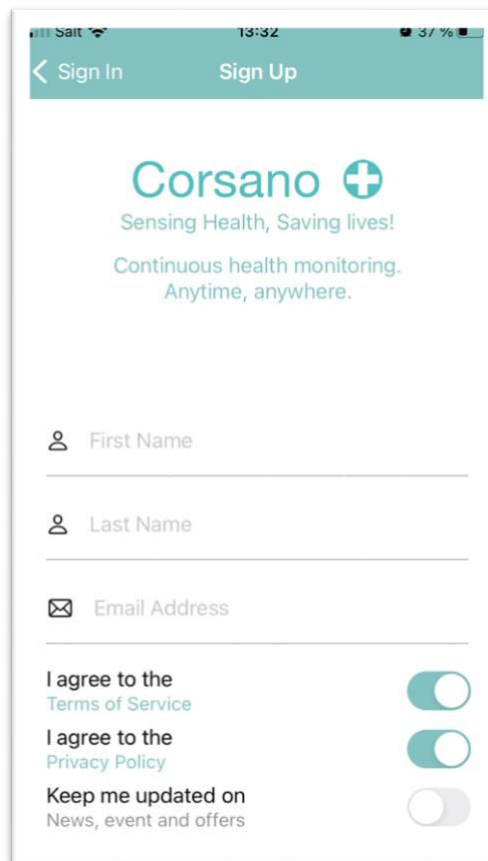 Salt 13:32 37 %
Sign In Sign Up
Corsano
Sensing Health, Saving lives!
Continuous health monitoring.
Anytime, anywhere.
First Name
Last Name
Email Address
I agree to the
Terms of Service
I agree to the
Privacy Policy
Keep me updated on
News, event and offers